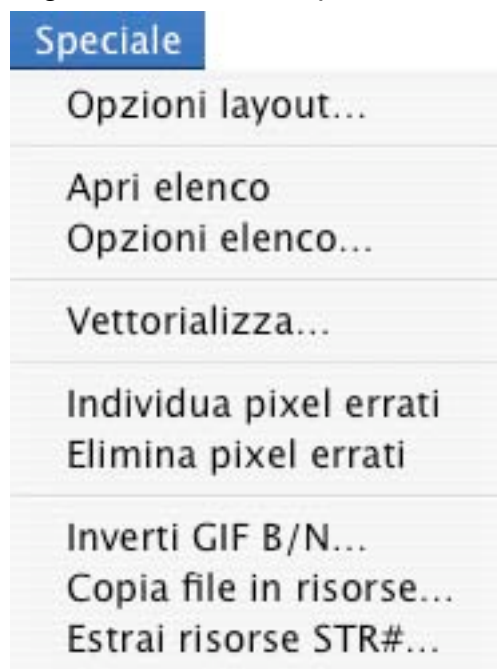 Speciale
Opzioni layout...
Apri elenco
Opzioni elenco...
Vettorializza...
Individua pixel errati
Elimina pixel errati
Inverti GIF B/N...
Copia file in risorse...
Estrai risorse STR#...